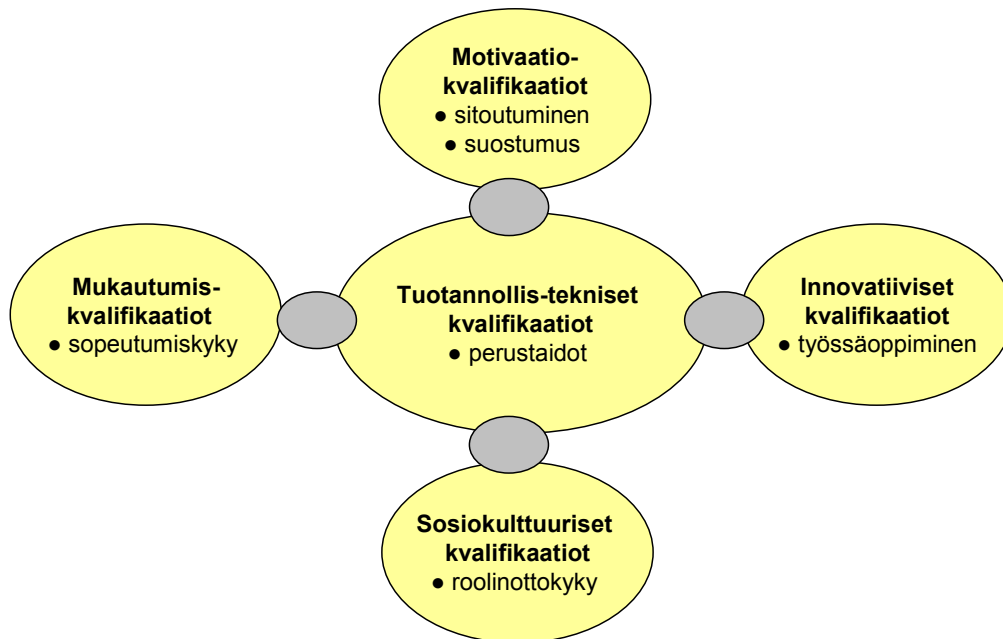 Motivaatio-
kvalifikaatiot
● sitoutuminen
● suostumus
Mukautumis-
kvalifikaatiot
● sopeutumiskyky
Tuotannollis-tekniset
kvalifikaatiot
● perustaidot
Innovatiiviset
kvalifikaatiot
● työssäoppiminen
Sosiokulttuuriset
kvalifikaatiot
● roolinottokyky